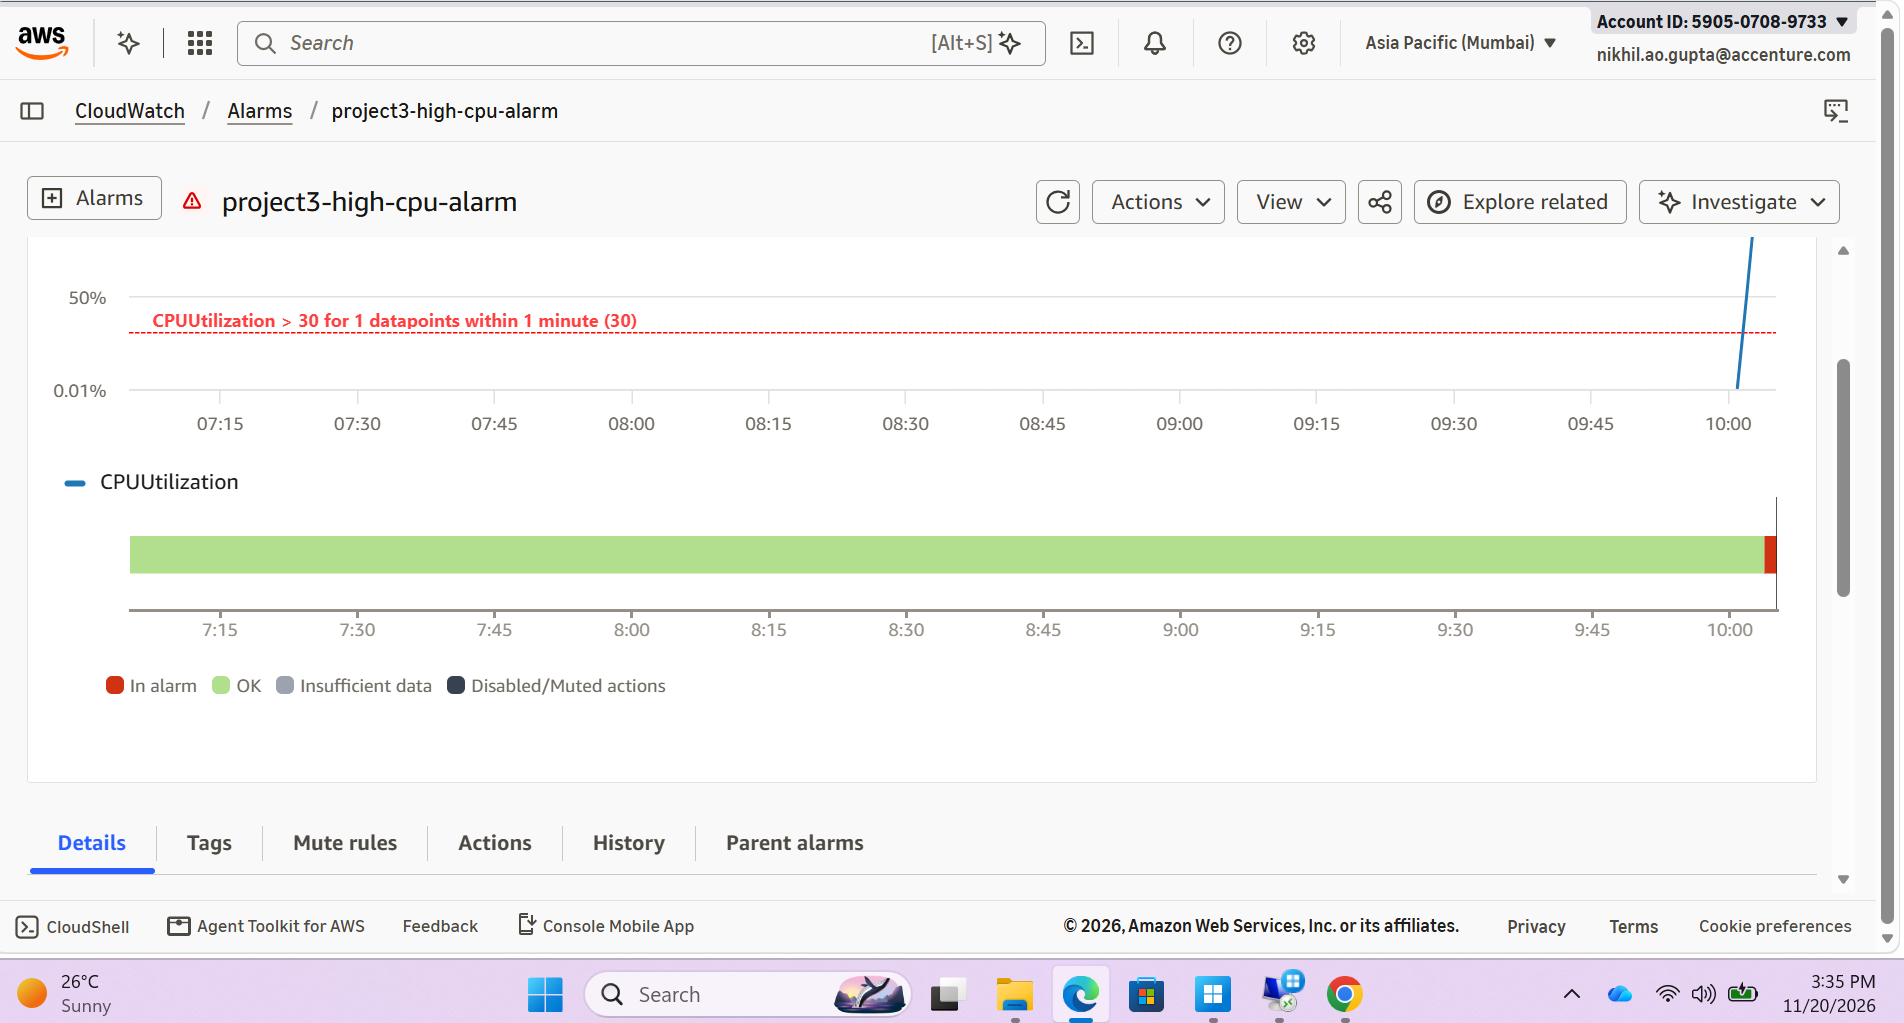 aws
Search
[Alt+S]
Asia Pacific (Mumbai)
Account ID: 5905-0708-9733
nikhil.ao.gupta@accenture.com
CloudWatch / Alarms / project3-high-cpu-alarm
Alarms
project3-high-cpu-alarm
Actions
View
Explore related
Investigate
50%
CPUUtilization > 30 for 1 datapoints within 1 minute (30)
0.01%
07:15 07:30 07:45 08:00 08:15 08:30 08:45 09:00 09:15 09:30 09:45 10:00
CPUUtilization
7:15 7:30 7:45 8:00 8:15 8:30 8:45 9:00 9:15 9:30 9:45 10:00
In alarm OK Insufficient data Disabled/Muted actions
Details Tags Mute rules Actions History Parent alarms
CloudShell Agent Toolkit for AWS Feedback Console Mobile App © 2026, Amazon Web Services, Inc. or its affiliates. Privacy Terms Cookie preferences
26°C
Sunny
Search
3:35 PM
11/20/2026